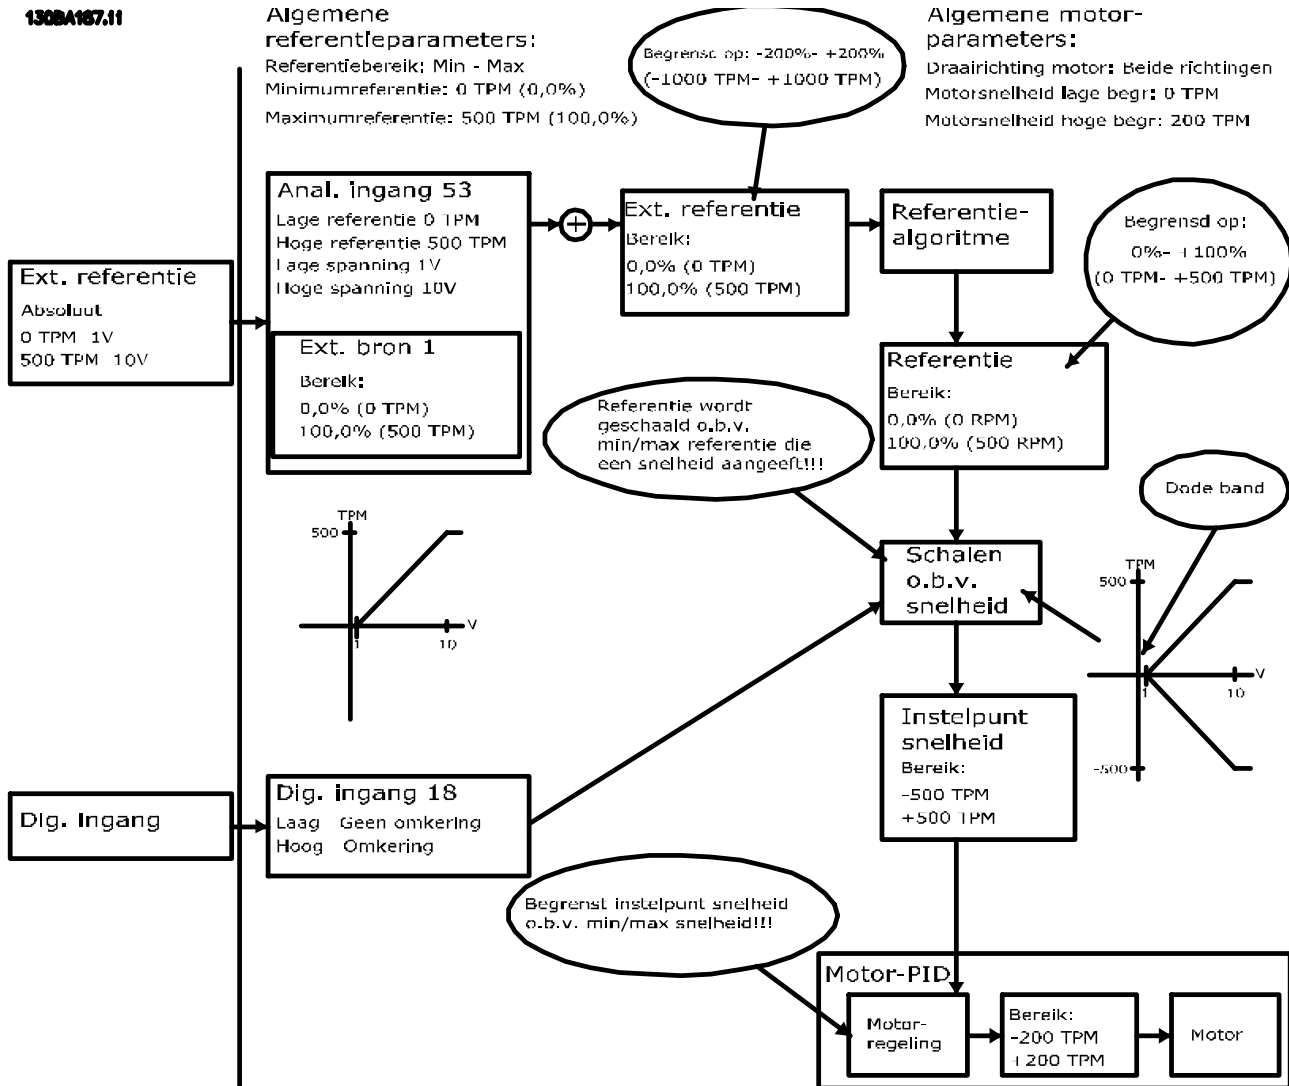 130BA187.11
Algemene
referentieparameters:
Referentiebereik: Min - Max
Minimumreferentie: 0 TPM (0,0%)
Maximumreferentie: 500 TPM (100,0%)
Begrensd op: -200%- +200%
(-1000 TPM- +1000 TPM)
Algemene motor-
parameters:
Draairichting motor: Beide richtingen
Motorsnelheid lage begr: 0 TPM
Motorsnelheid hoge begr: 200 TPM
Ext. referentie
Absoluut
0 TPM 1V
500 TPM 10V
Anal. ingang 53
Lage referentie 0 TPM
Hoge referentie 500 TPM
Lage spanning 1V
Hoge spanning 10V
Ext. bron 1
Bereik:
0,0% (0 TPM)
100,0% (500 TPM)
Ext. referentie
Bereik:
0,0% (0 TPM)
100,0% (500 TPM)
Referentie-
algoritme
Begrensd op:
0%- +100%
(0 TPM- +500 TPM)
Referentie
Bereik:
0,0% (0 RPM)
100,0% (500 RPM)
Referentie wordt
geschaald o.b.v.
min/max referentie die
een snelheid aangeeft!!!
Dode band
TPM
500
1
10
V
Schalen
o.b.v.
snelheid
TPM
500
1
10
V
-500
Instelpunt
snelheid
Bereik:
-500 TPM
+500 TPM
Dig. Ingang
Dig. ingang 18
Laag Geen omkering
Hoog Omkering
Begrenst instelpunt snelheid
o.b.v. min/max snelheid!!!
Motor-PID
Motor-
regeling
Bereik:
-200 TPM
+200 TPM
Motor